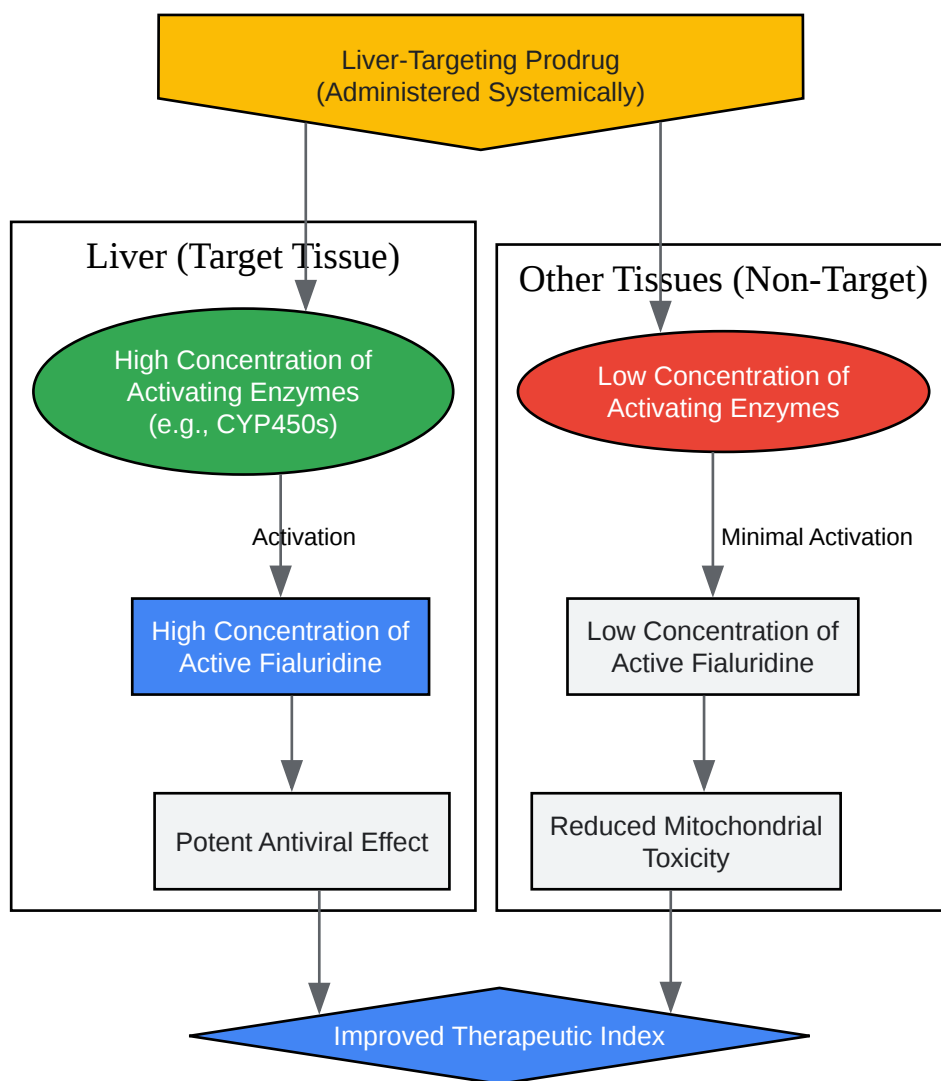 Liver-Targeting Prodrug
(Administered Systemically)
Liver (Target Tissue)
High Concentration of
Activating Enzymes
(e.g., CYP450s)
Activation
High Concentration of
Active Fialuridine
Potent Antiviral Effect
Other Tissues (Non-Target)
Low Concentration of
Activating Enzymes
Minimal Activation
Low Concentration of
Active Fialuridine
Reduced Mitochondrial
Toxicity
Improved Therapeutic Index